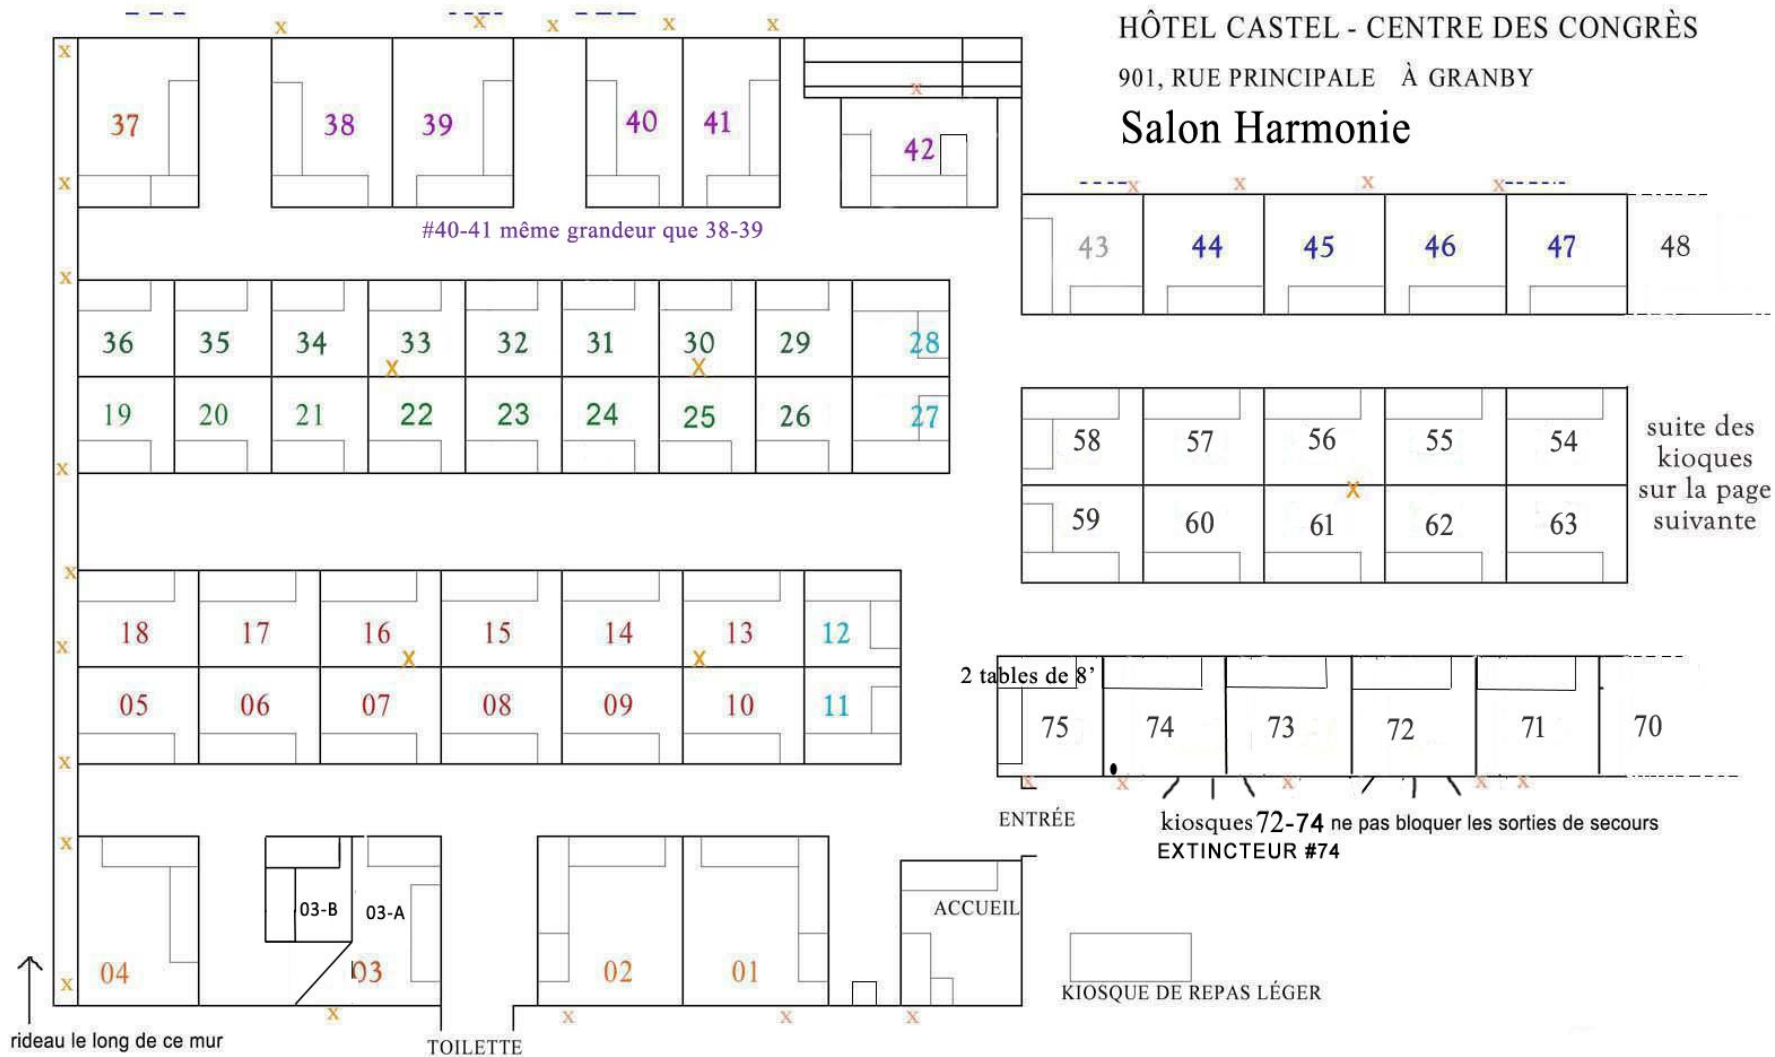 HÔTEL CASTEL - CENTRE DES CONGRÈS
901, RUE PRINCIPALE À GRANBY
Salon Harmonie
37 38 39 40 41 42
#40-41 même grandeur que 38-39
43 44 45 46 47 48
36 35 34 33 32 31 30 29 28
19 20 21 22 23 24 25 26 27
58 57 56 55 54
59 60 61 62 63
suite des
kioques
sur la page
suivante
18 17 16 15 14 13 12
05 06 07 08 09 10 11
2 tables de 8’
75 74 73 72 71 70
ENTRÉE
kiosques 72-74 ne pas bloquer les sorties de secours
EXTINCTEUR #74
03-B 03-A
ACCUEIL
04 03 02 01
KIOSQUE DE REPAS LÉGER
rideau le long de ce mur
TOILETTE